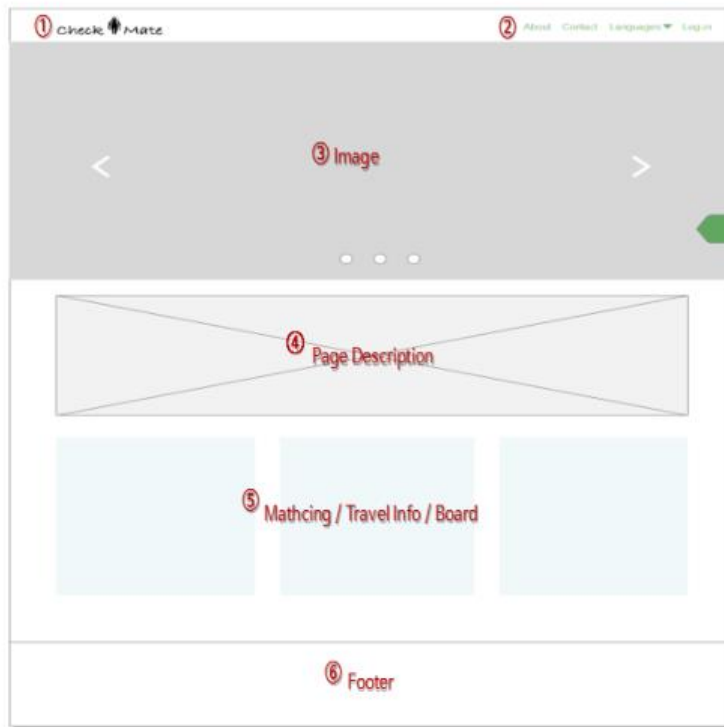 ① Check Mate
② About Contact Languages▼ Log in
③ Image
④ Page Description
⑤ Mathcing / Travel Info / Board
⑥ Footer